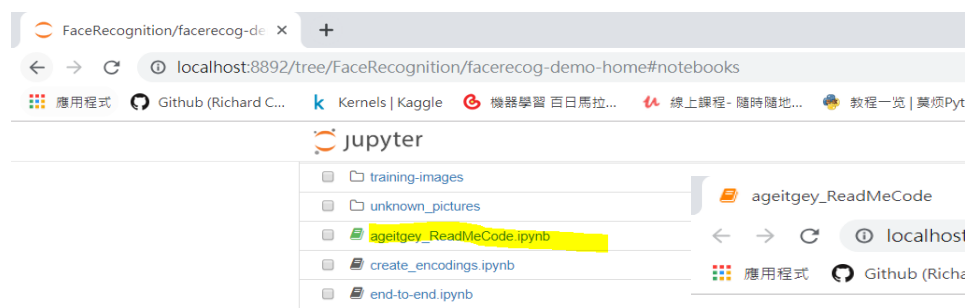 FaceRecognition/facerecog-de
localhost:8892/tree/FaceRecognition/facerecog-demo-home#notebooks
應用程式 Github (Richard C... Kernels | Kaggle 機器學習 百日馬拉... 線上課程- 隨時隨地... 教程一览 | 莫烦Pyt
jupyter
training-images
unknown_pictures
ageitgey_ReadMeCode.ipynb
create_encodings.ipynb
end-to-end.ipynb
ageitgey_ReadMeCode
localhost
應用程式 Github (Richa